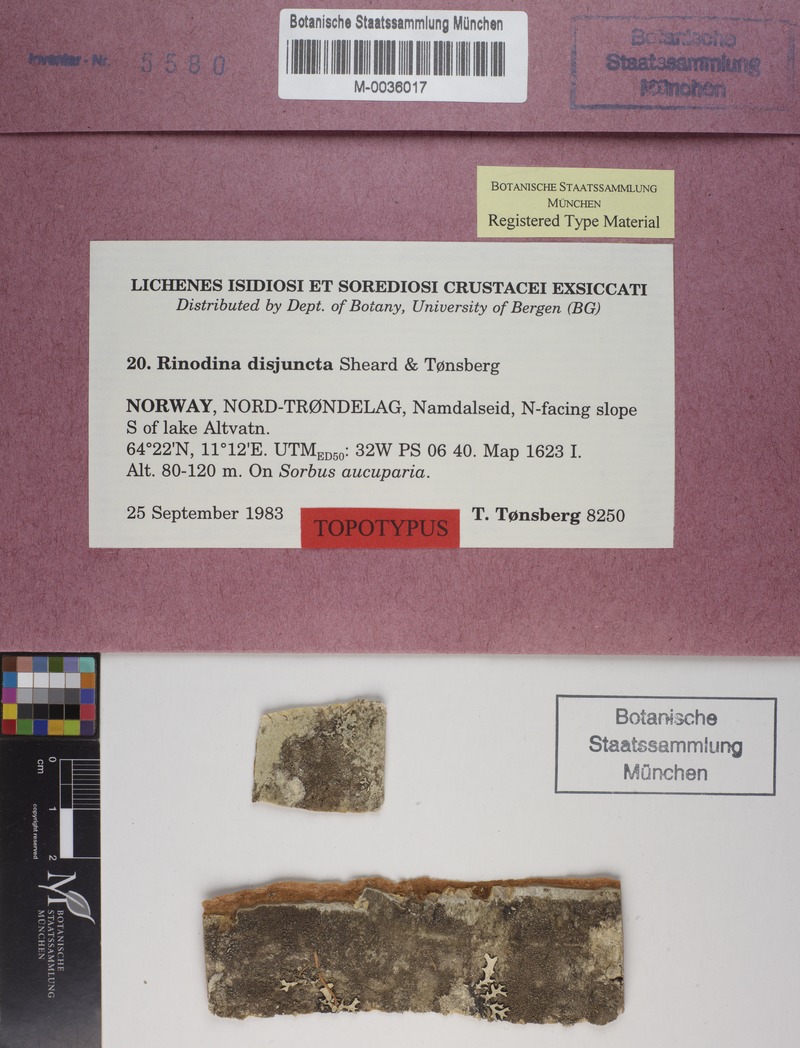 Botanische Staatssammlung München
M-0036017
Inventar - Nr. 5580
Botanische
Staatssammlung
München
BOTANISCHE STAATSSAMMLUNG
MÜNCHEN
Registered Type Material
LICHENES ISIDIOSI ET SOREDIOSI CRUSTACEI EXSICCATI
Distributed by Dept. of Botany, University of Bergen (BG)
20. Rinodina disjuncta Sheard & Tønsberg
NORWAY, NORD-TRØNDELAG, Namdalseid, N-facing slope
S of lake Altvatn.
64°22'N, 11°12'E. UTMED50: 32W PS 06 40. Map 1623 I.
Alt. 80-120 m. On Sorbus aucuparia.
25 September 1983
TOPOTYPUS
T. Tønsberg 8250
Botanische
Staatssammlung
München
0 1 2
cm
copyright reserved
M
BOTANISCHE
STAATSSAMMLUNG
MÜNCHEN